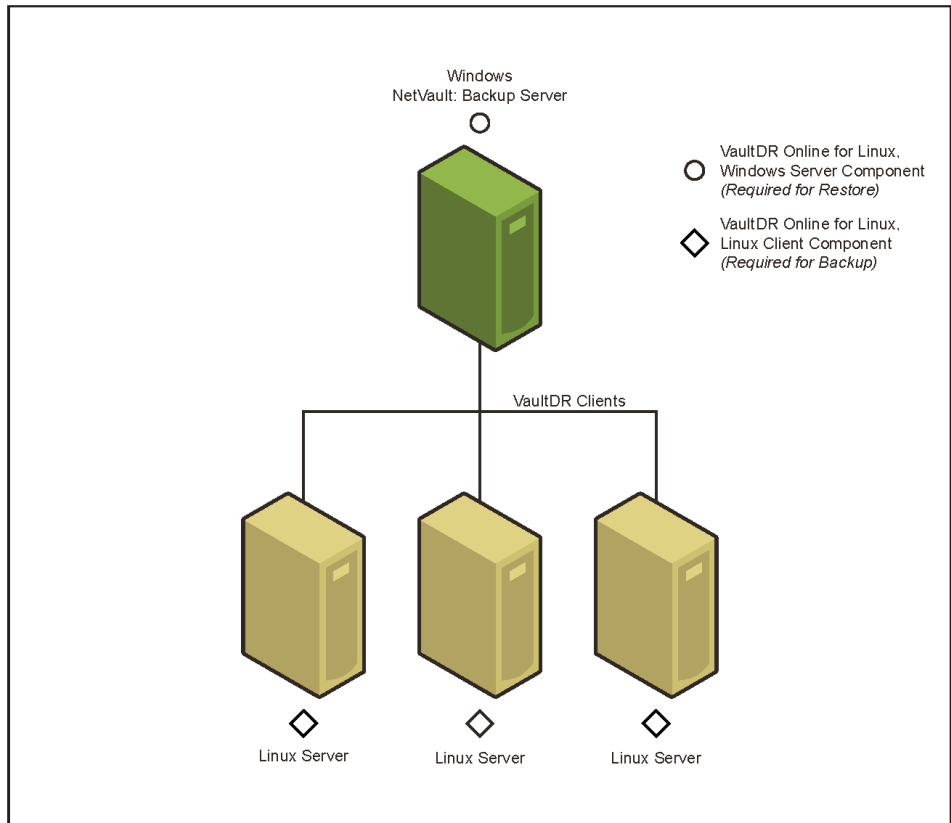 Windows
NetVault: Backup Server
VaultDR Online for Linux,
Windows Server Component
(Required for Restore)
VaultDR Online for Linux,
Linux Client Component
(Required for Backup)
VaultDR Clients
Linux Server
Linux Server
Linux Server